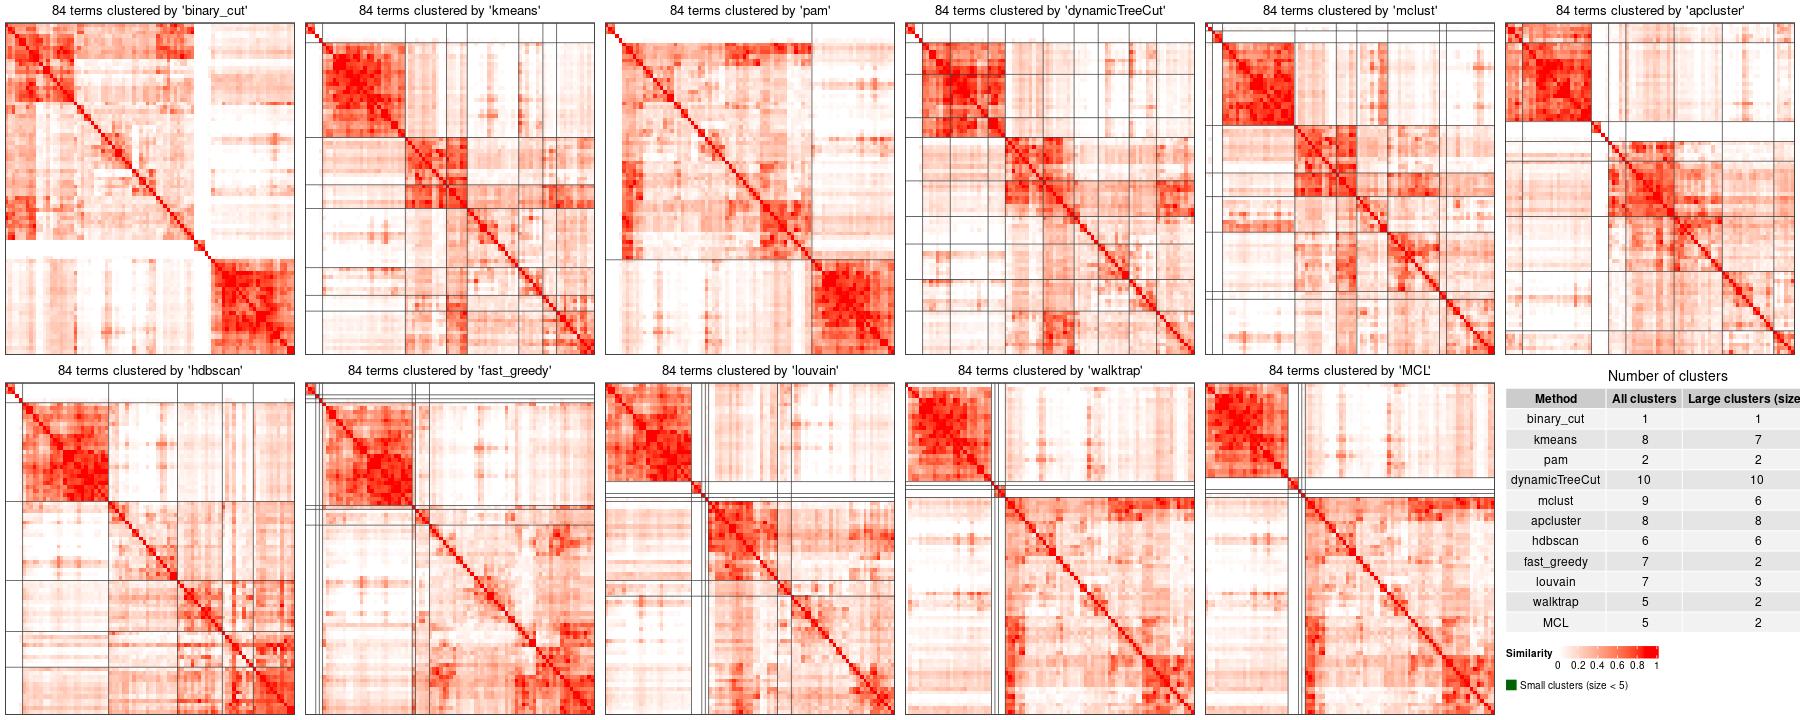 84 terms clustered by 'binary_cut'
84 terms clustered by 'kmeans'
84 terms clustered by 'pam'
84 terms clustered by 'dynamicTreeCut'
84 terms clustered by 'mclust'
84 terms clustered by 'apcluster'
84 terms clustered by 'hdbscan'
84 terms clustered by 'fast_greedy'
84 terms clustered by 'louvain'
84 terms clustered by 'walktrap'
84 terms clustered by 'MCL'
Number of clusters
Method All clusters Large clusters (size
binary_cut 1 1
kmeans 8 7
pam 2 2
dynamicTreeCut 10 10
mclust 9 6
apcluster 8 8
hdbscan 6 6
fast_greedy 7 2
louvain 7 3
walktrap 5 2
MCL 5 2
Similarity
0 0.2 0.4 0.6 0.8 1
Small clusters (size < 5)